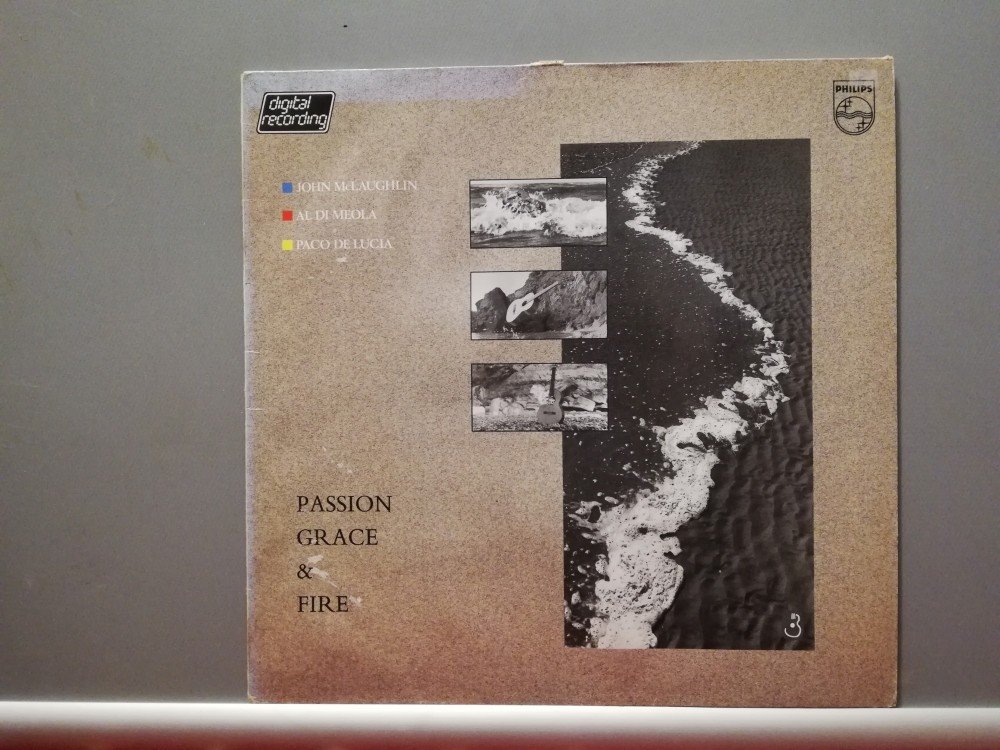 digital
recording
PHILIPS
JOHN McLAUGHLIN
AL DI MEOLA
PACO DE LUCIA
PASSION
GRACE
&
FIRE